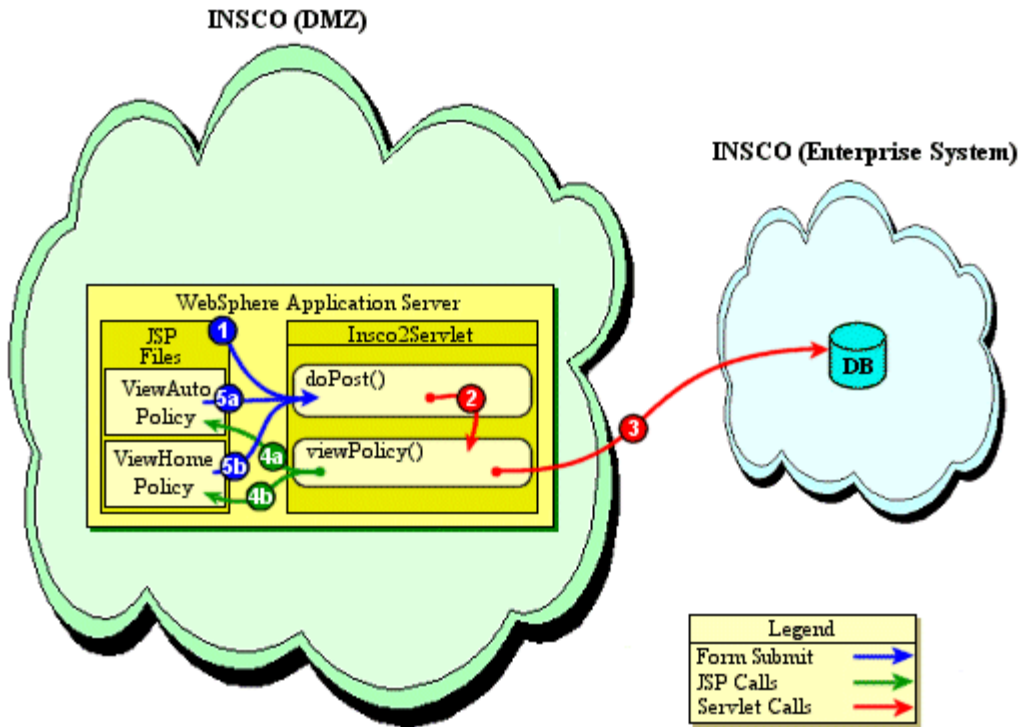 INSCO (DMZ)
INSCO (Enterprise System)
WebSphere Application Server
JSP
Files
1
Insco2Servlet
ViewAuto
Policy
5a
doPost()
2
ViewHome
Policy
5b
4a
4b
viewPolicy()
3
DB
Legend
Form Submit
JSP Calls
Servlet Calls